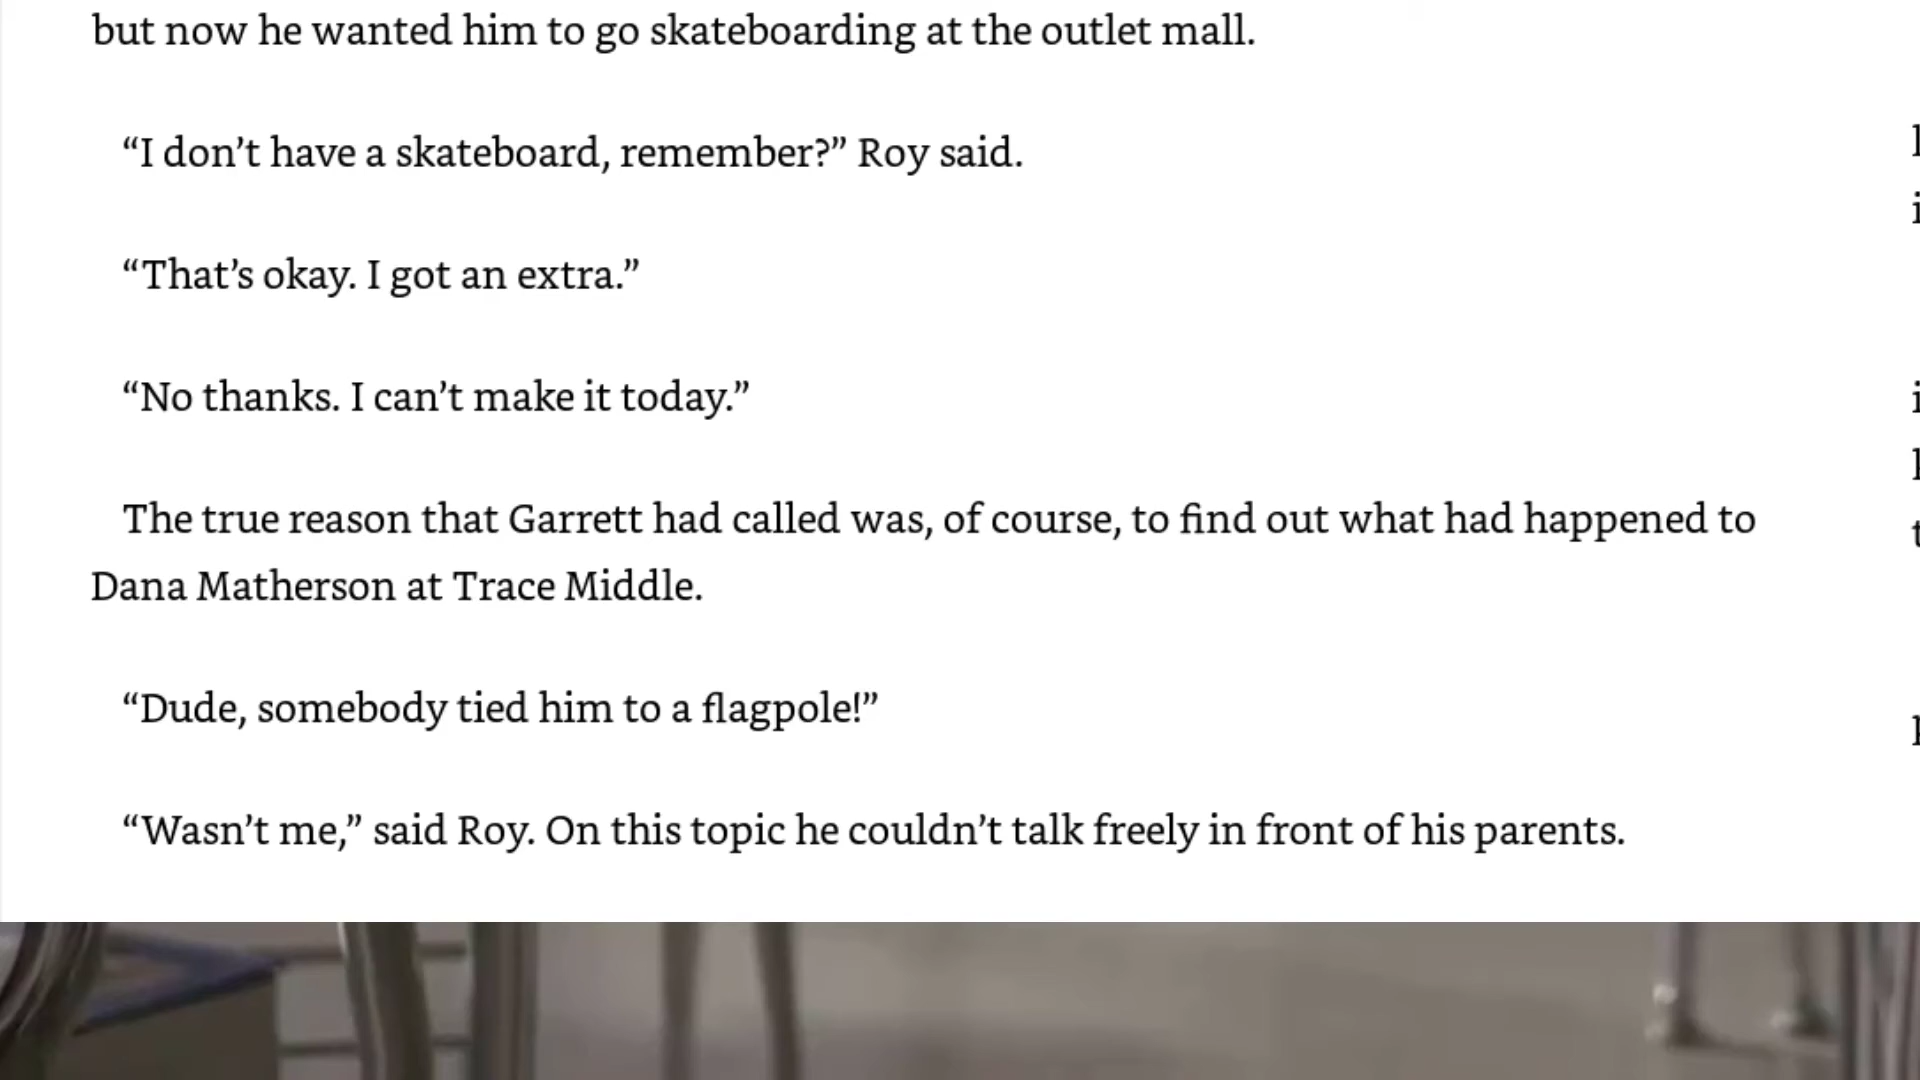 but now he wanted him to go skateboarding at the outlet mall.
“I don’t have a skateboard, remember?” Roy said.
“That’s okay. I got an extra.”
“No thanks. I can’t make it today.”
The true reason that Garrett had called was, of course, to find out what had happened to
Dana Matherson at Trace Middle.
“Dude, somebody tied him to a flagpole!”
“Wasn’t me,” said Roy. On this topic he couldn’t talk freely in front of his parents.